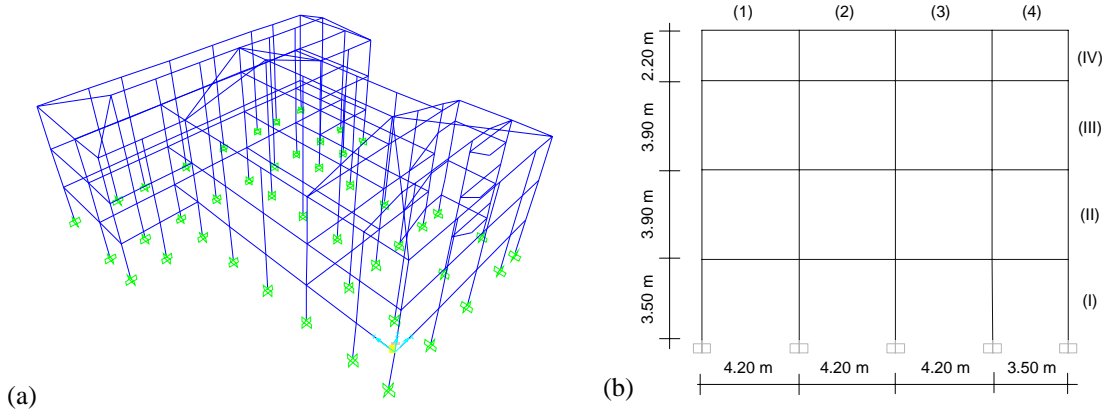 (1) (2) (3) (4)
2.20 m (IV)
3.90 m (III)
3.90 m (II)
3.50 m (I)
4.20 m 4.20 m 4.20 m 3.50 m
(a) (b)